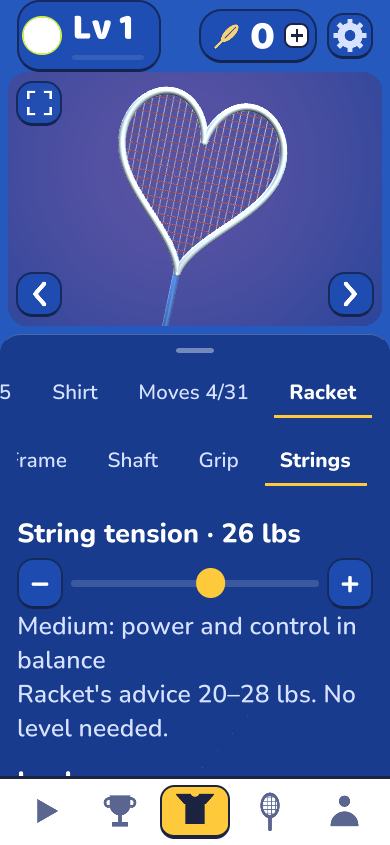 Lv 1
0
5 Shirt Moves 4/31 Racket
Frame Shaft Grip Strings
String tension · 26 lbs
Medium: power and control in
balance
Racket's advice 20–28 lbs. No
level needed.